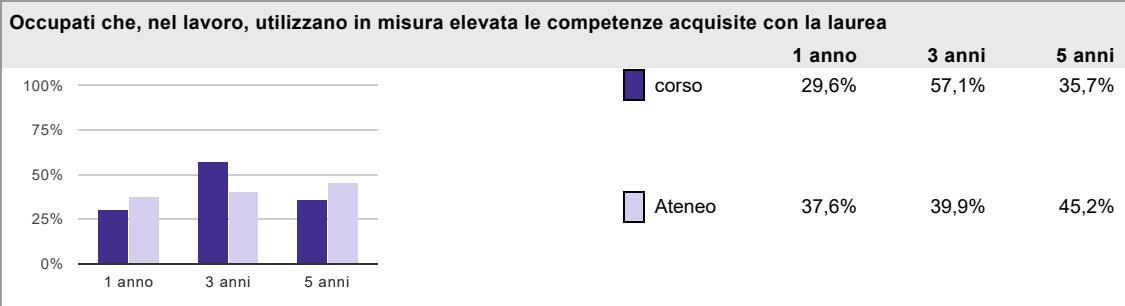 Occupati che, nel lavoro, utilizzano in misura elevata le competenze acquisite con la laurea
1 anno 3 anni 5 anni
100%
75%
50%
25%
0%
1 anno 3 anni 5 anni
corso 29,6% 57,1% 35,7%
Ateneo 37,6% 39,9% 45,2%